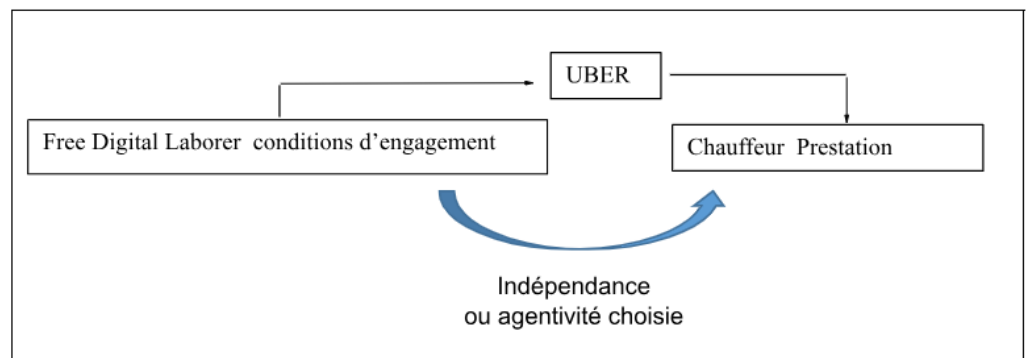 UBER
Free Digital Laborer conditions d’engagement
Chauffeur Prestation
Indépendance
ou agentivité choisie